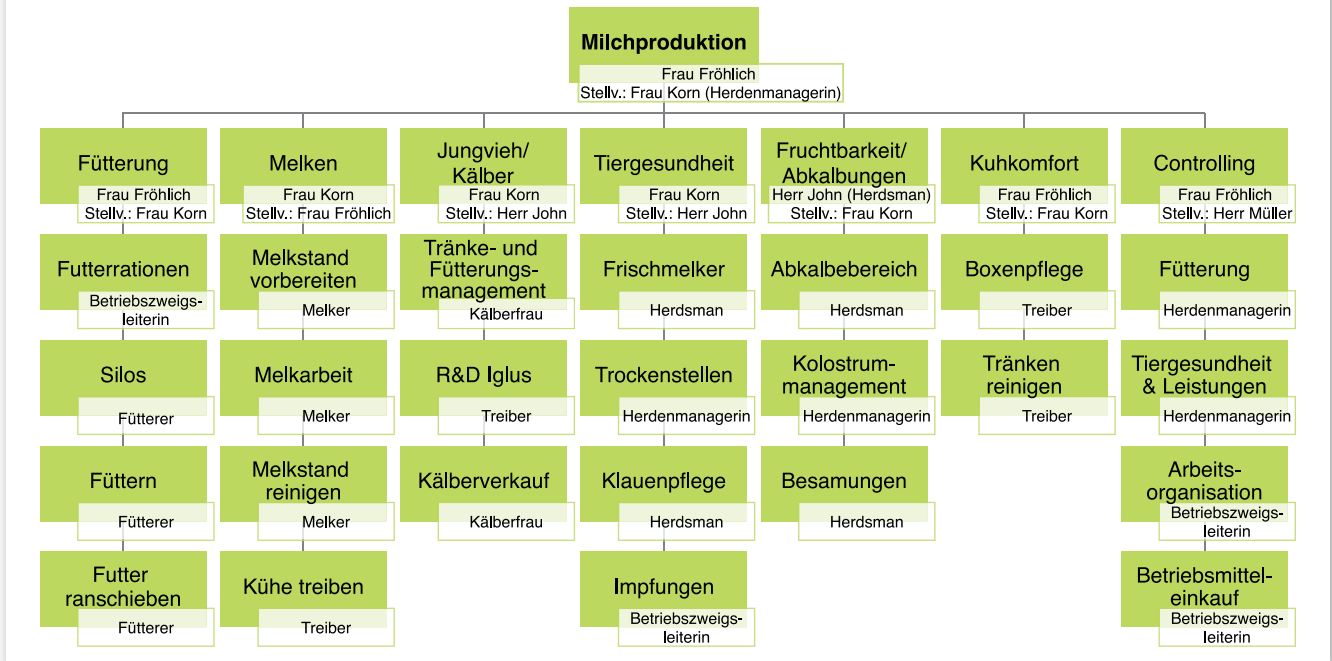 Milchproduktion
Frau Fröhlich
Stellv.: Frau Korn (Herdenmanagerin)
Fütterung
Frau Fröhlich
Stellv.: Frau Korn
Futterrationen
Betriebszweigs-
leiterin
Silos
Fütterer
Füttern
Fütterer
Futter
ranschieben
Fütterer
Melken
Frau Korn
Stellv.: Frau Fröhlich
Melkstand
vorbereiten
Melker
Melkarbeit
Melker
Melkstand
reinigen
Melker
Kühe treiben
Treiber
Jungvieh/
Kälber
Frau Korn
Stellv.: Herr John
Tränke- und
Fütterungs-
management
Kälberfrau
R&D Iglus
Treiber
Kälberverkauf
Kälberfrau
Tiergesundheit
Frau Korn
Stellv.: Herr John
Frischmelker
Herdsman
Trockenstellen
Herdenmanagerin
Klauenpflege
Herdsman
Impfungen
Betriebszweigs-
leiterin
Fruchtbarkeit/
Abkalbungen
Herr John (Herdsman)
Stellv.: Frau Korn
Abkalbebereich
Herdsman
Kolostrum-
management
Herdenmanagerin
Besamungen
Herdsman
Kuhkomfort
Frau Fröhlich
Stellv.: Frau Korn
Boxenpflege
Treiber
Tränken
reinigen
Treiber
Controlling
Frau Fröhlich
Stellv.: Herr Müller
Fütterung
Herdenmanagerin
Tiergesundheit
& Leistungen
Herdenmanagerin
Arbeits-
organisation
Betriebszweigs-
leiterin
Betriebsmittel-
einkauf
Betriebszweigs-
leiterin